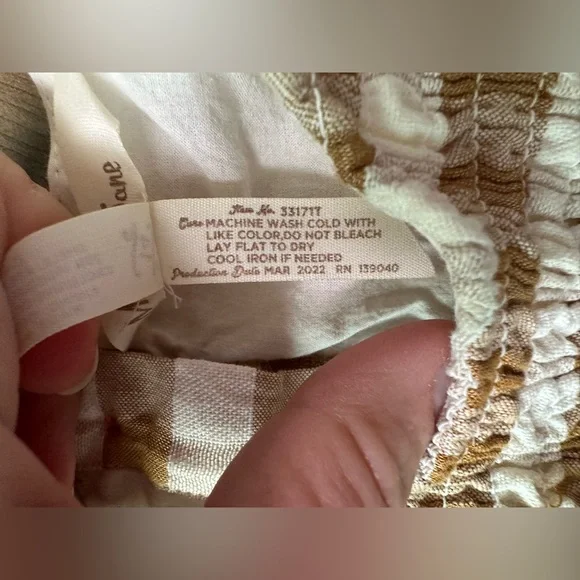 Item No. 33171T
Care MACHINE WASH COLD WITH
LIKE COLOR,DO NOT BLEACH
LAY FLAT TO DRY
COOL IRON IF NEEDED
Production Date MAR 2022 RN 139040